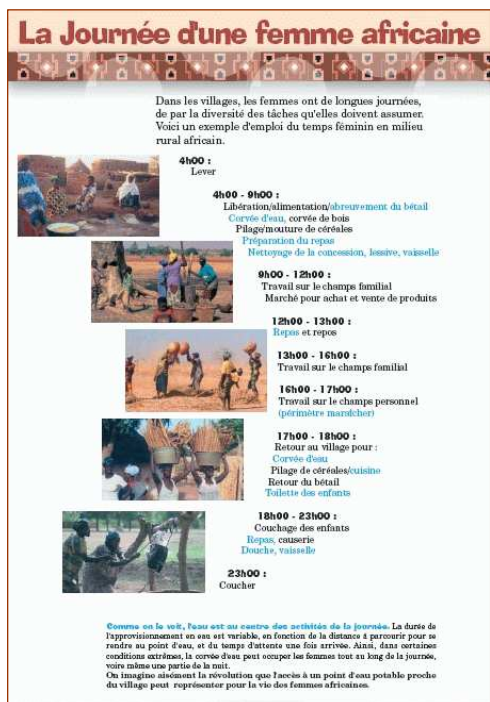 La Journée d'une femme africaine
Dans les villages, les femmes ont de longues journées,
de par la diversité des tâches qu'elles doivent assumer.
Voici un exemple d'emploi du temps féminin en milieu
rural africain.
4h00 :
Lever
4h00 - 9h00 :
Libération/alimentation/abreuvement du bétail
Corvée d'eau, corvée de bois
Pilage/mouture de céréales
Préparation du repas
Nettoyage de la concession, lessive, vaisselle
9h00 - 12h00 :
Travail sur le champs familial
Marché pour achat et vente de produits
12h00 - 13h00 :
Repas et repos
13h00 - 16h00 :
Travail sur le champs familial
16h00 - 17h00 :
Travail sur le champs personnel
(périmètre maraîcher)
17h00 - 18h00 :
Retour au village pour :
Corvée d'eau
Pilage de céréales/cuisine
Retour du bétail
Toilette des enfants
18h00 - 23h00 :
Couchage des enfants
Repas, causerie
Douche, vaisselle
23h00 :
Coucher
Comme on le voit, l'eau est au centre des activités de la journée. La durée de
l'approvisionnement en eau est variable, en fonction de la distance à parcourir pour se
rendre au point d'eau, et du temps d'attente une fois arrivée. Ainsi, dans certaines
conditions extrêmes, la corvée d'eau peut occuper les femmes tout au long de la journée,
voire même une partie de la nuit.
On imagine aisément la révolution que l'accès à un point d'eau potable proche
du village peut représenter pour la vie des femmes africaines.